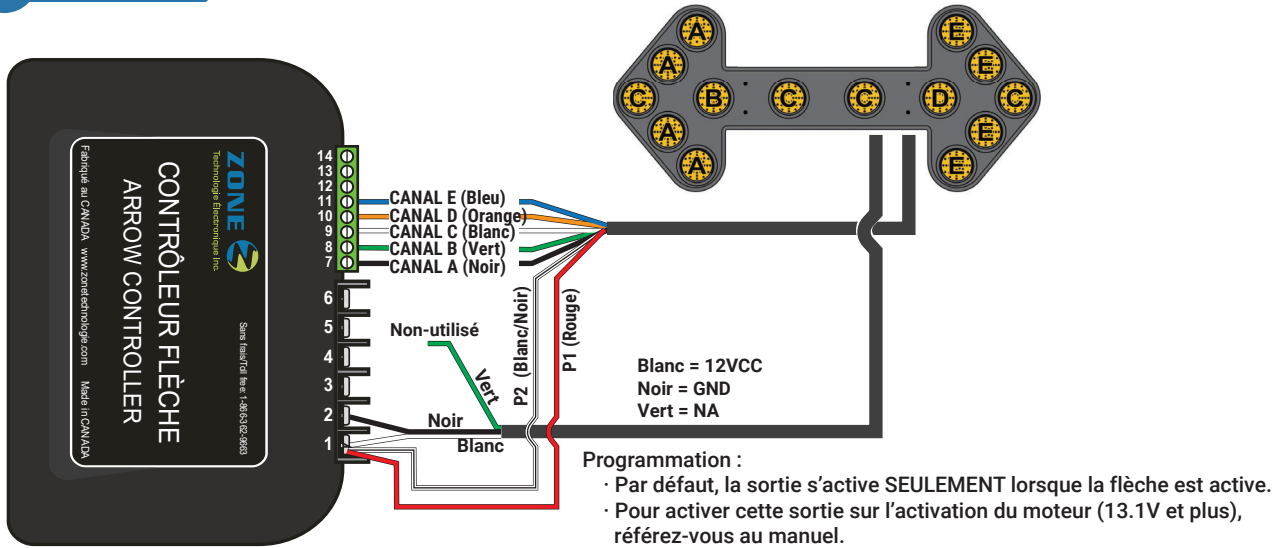 ZONE
Technologie Électronique Inc.
Sans frais/Toll free: 1-866-362-9663
CONTRÔLEUR FLÈCHE
ARROW CONTROLLER
Fabriqué au CANADA www.zonetechnologie.com Made in CANADA
14
13
12
11
10
9
8
7
6
5
4
3
2
1
CANAL E (Bleu)
CANAL D (Orange)
CANAL C (Blanc)
CANAL B (Vert)
CANAL A (Noir)
Non-utilisé
Vert
Noir
Blanc
P2 (Blanc/Noir)
P1 (Rouge)
A
A
C
A
A
B
C
C
D
E
E
C
E
E
Blanc = 12VCC
Noir = GND
Vert = NA
Programmation :
· Par défaut, la sortie s’active SEULEMENT lorsque la flèche est active.
· Pour activer cette sortie sur l’activation du moteur (13.1V et plus),
référez-vous au manuel.